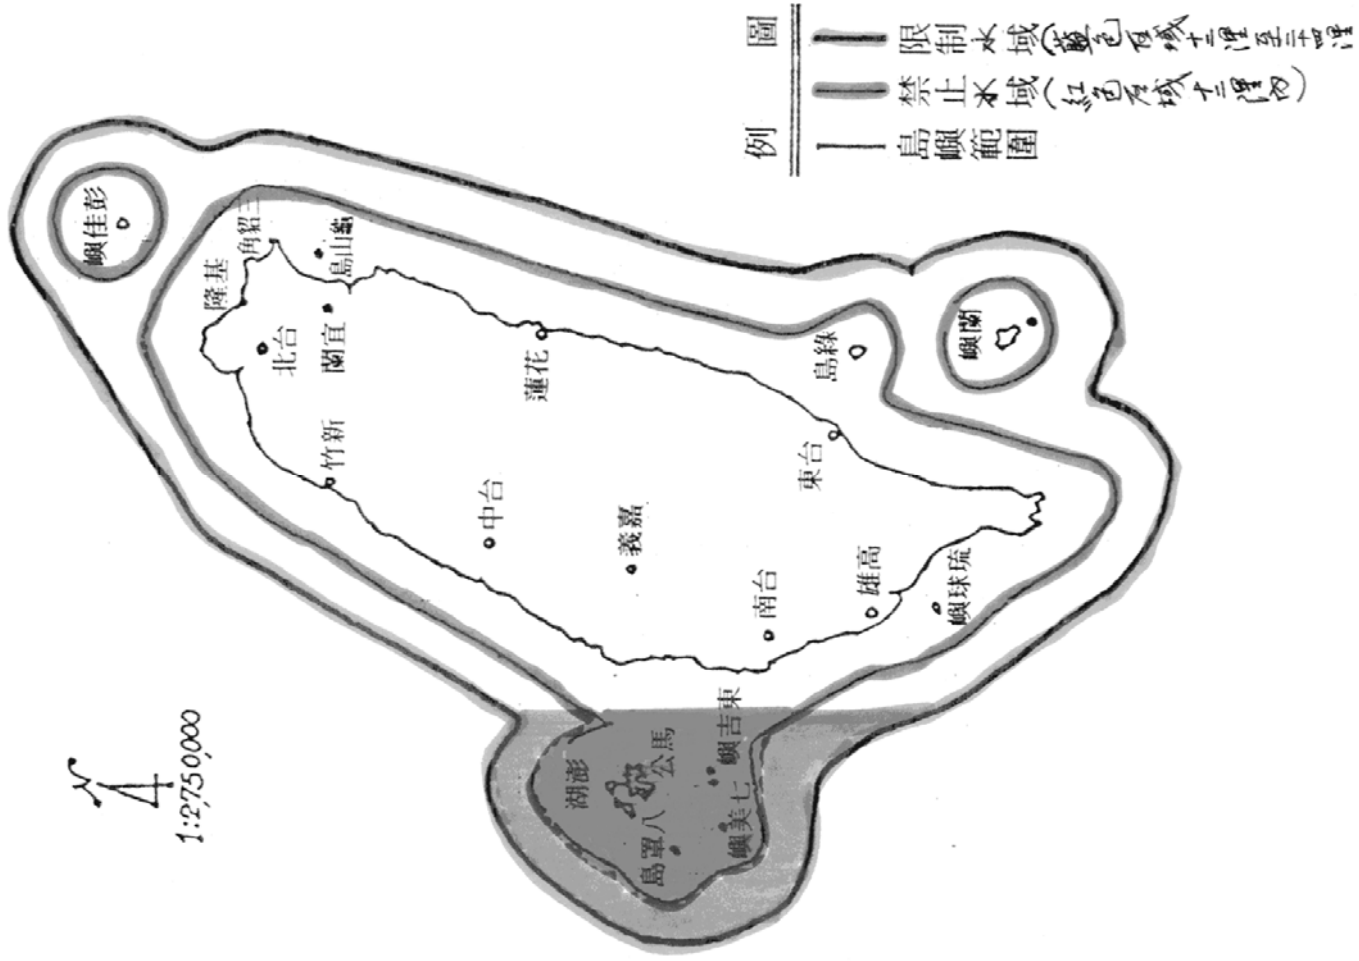 圖例
限制水域(藍色區域十二浬至二十四浬
禁止水域(紅色區域十二浬內)
島嶼範圍
彭佳嶼
三貂角
基隆
龜山島
台北
宜蘭
新竹
花蓮
台中
嘉義
台南
高雄
台東
綠島
蘭嶼
琉球嶼
東吉嶼
馬公
澎湖
八罩島
七美嶼
1:2,750,000